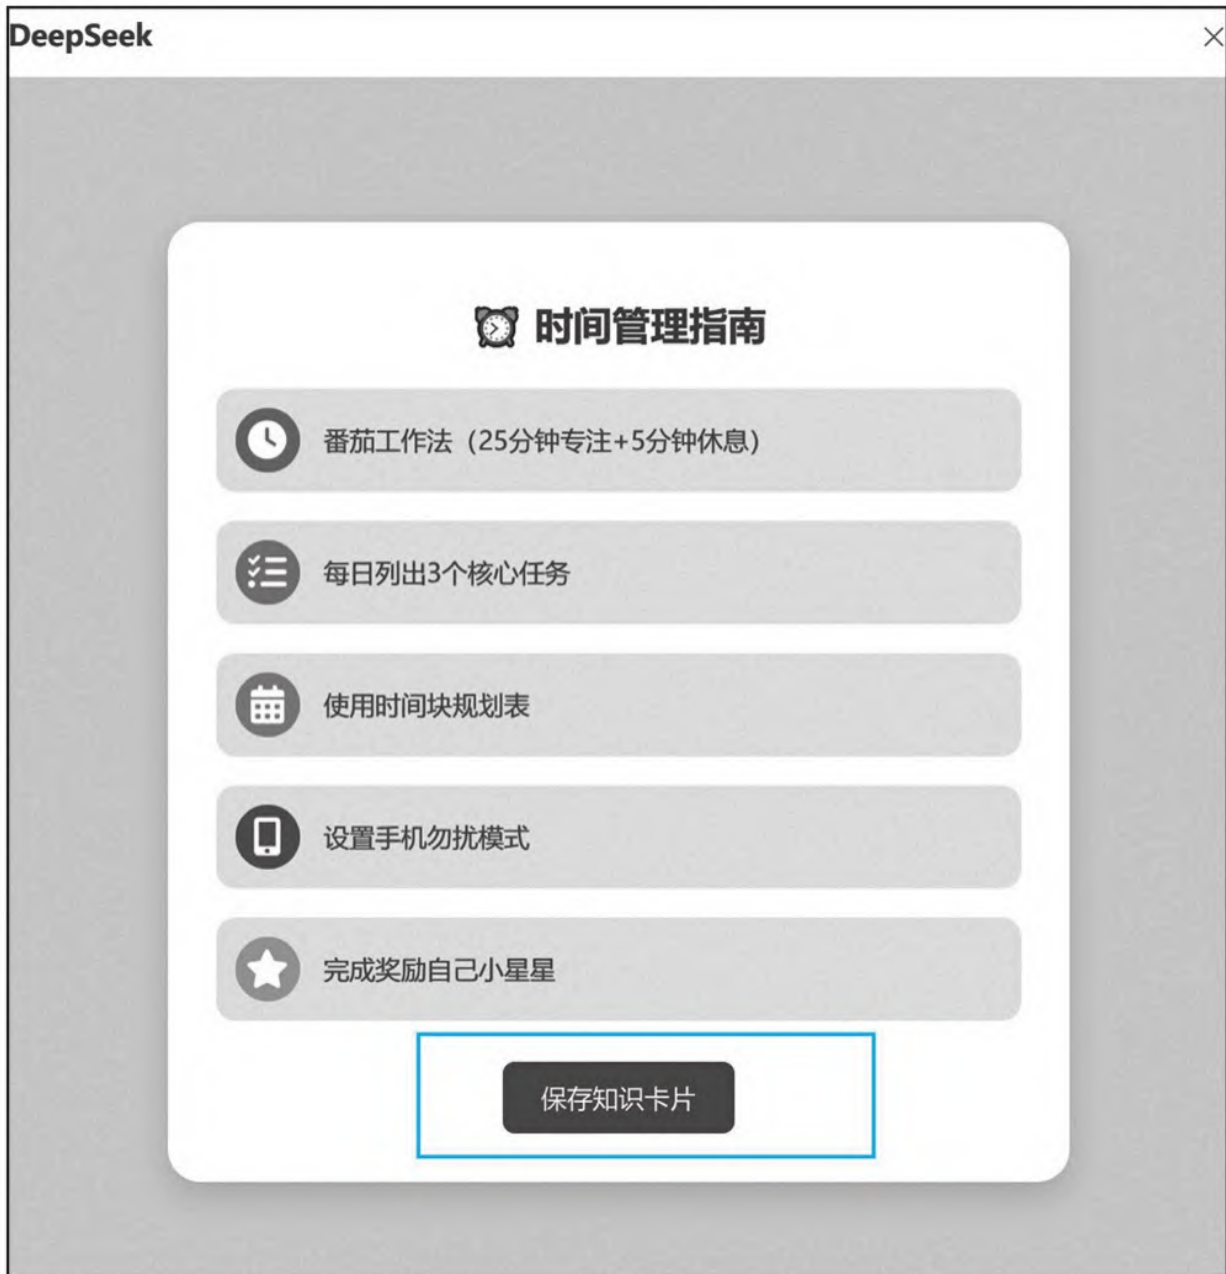 DeepSeek
时间管理指南
番茄工作法（25分钟专注+5分钟休息）
每日列出3个核心任务
使用时间块规划表
设置手机勿扰模式
完成奖励自己小星星
保存知识卡片